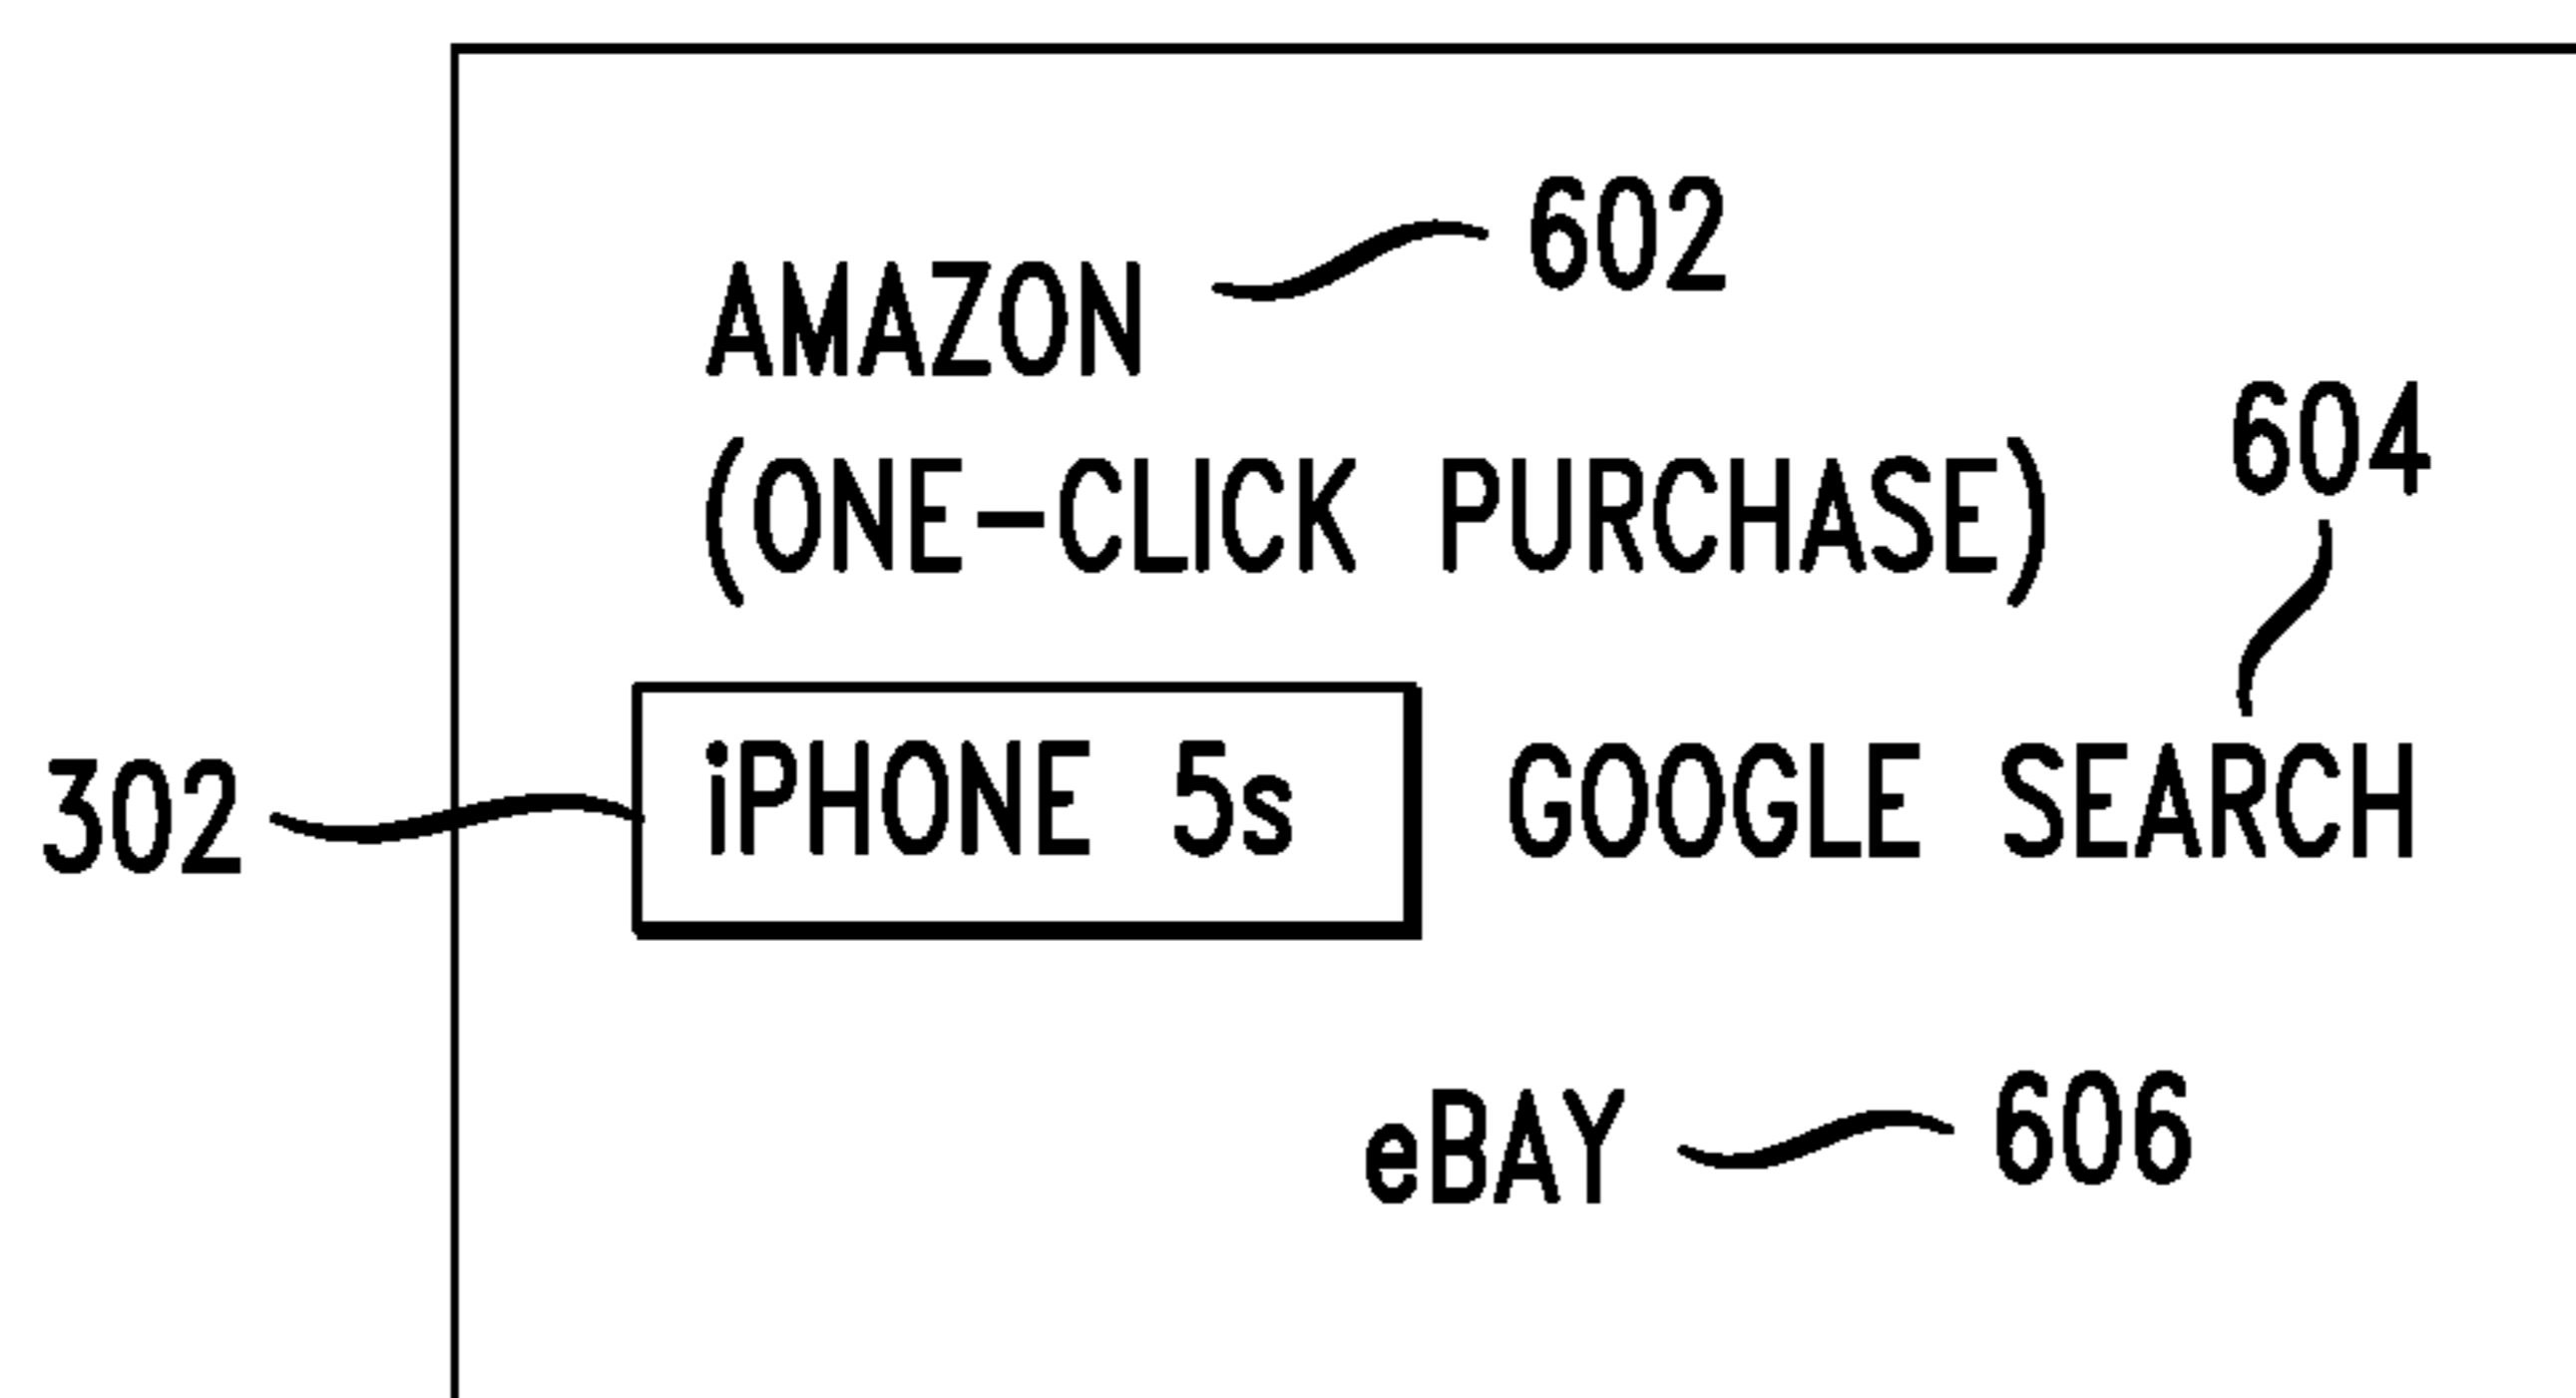 602
AMAZON
(ONE-CLICK PURCHASE)
604
302
iPHONE 5s
GOOGLE SEARCH
eBAY
606